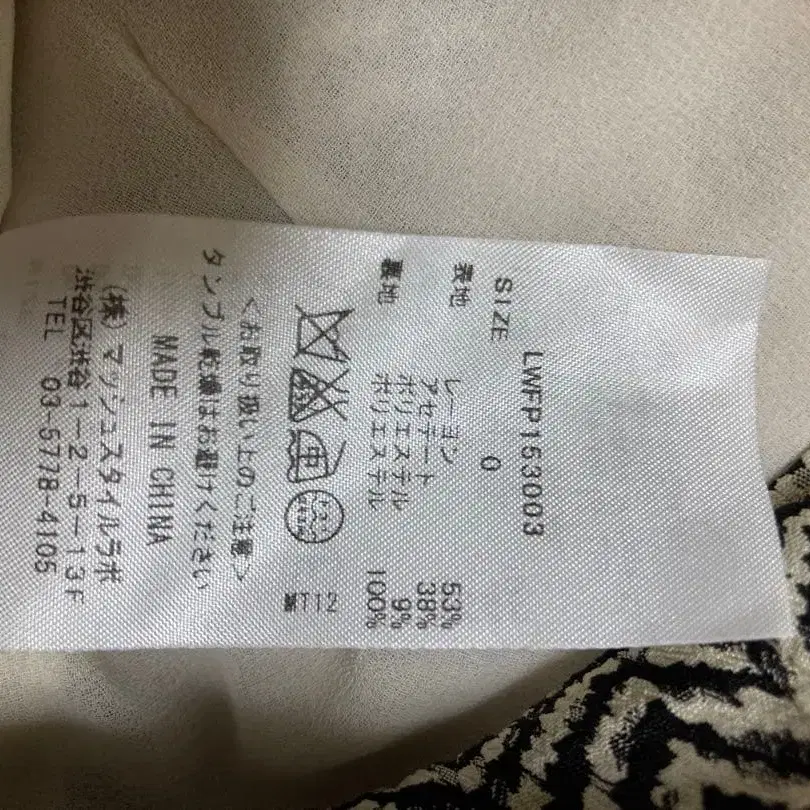 LWFP153003
SIZE 0
表地 レーヨン 53%
アセテート 38%
ポリエステル 9%
裏地 ポリエステル 100%
T12
<お取り扱い上のご注意>
タンブル乾燥はお避けください
MADE IN CHINA
(株)マッシュスタイルラボ
渋谷区渋谷1-2-5-13F
TEL 03-5778-4105